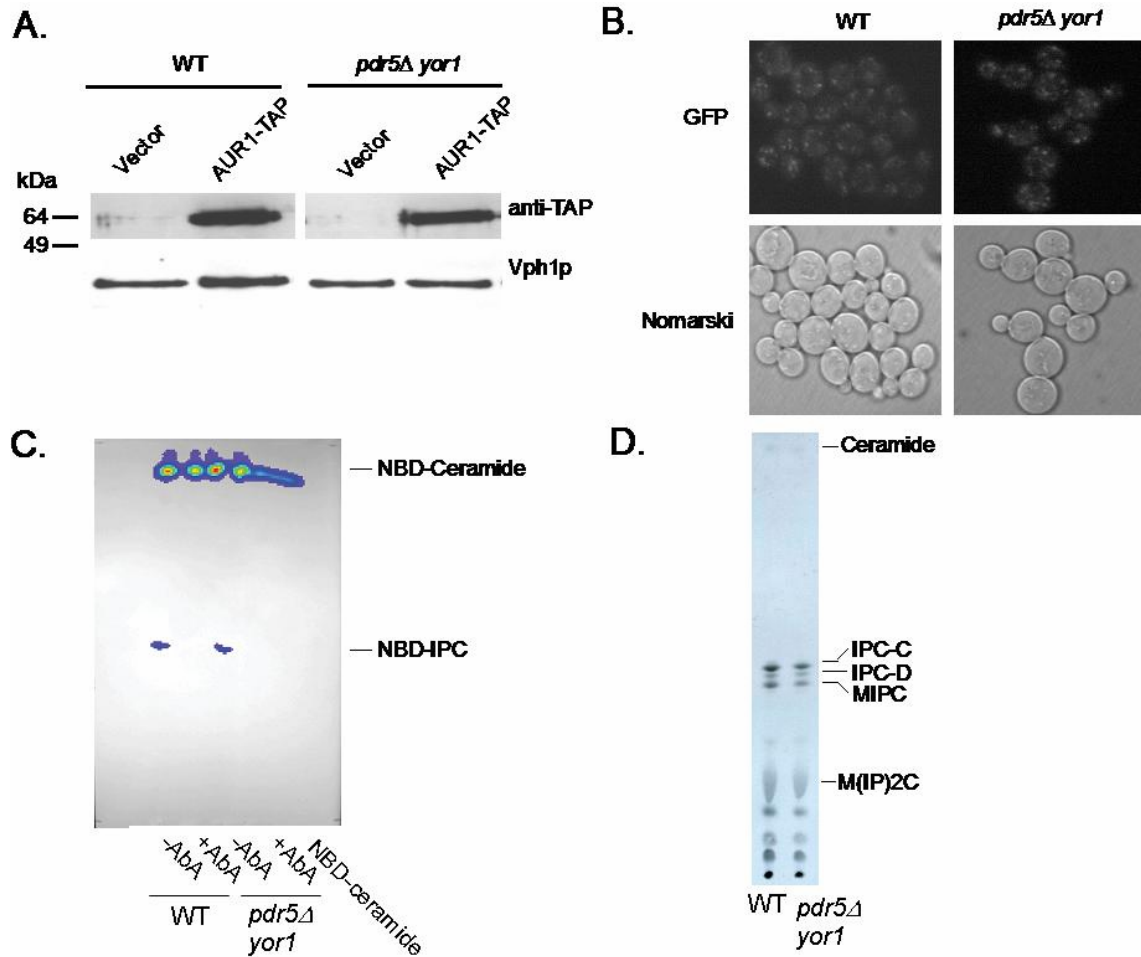 A.
WT
pdr5Δ yor1
Vector
AUR1-TAP
Vector
AUR1-TAP
kDa
64
49
anti-TAP
Vph1p
B.
WT
pdr5Δ yor1
GFP
Nomarski
C.
NBD-Ceramide
NBD-IPC
-AbA
+AbA
-AbA
+AbA
NBD-ceramide
WT
pdr5Δ
yor1
D.
Ceramide
IPC-C
IPC-D
MIPC
M(IP)2C
WT
pdr5Δ
yor1